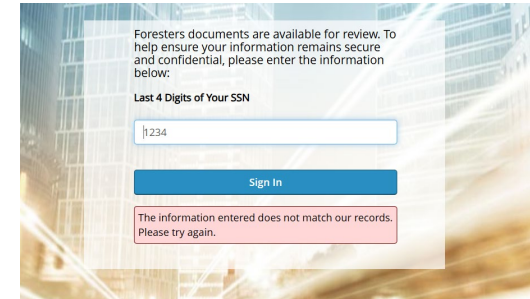 Foresters documents are available for review. To
help ensure your information remains secure
and confidential, please enter the information
below:
Last 4 Digits of Your SSN
1234
Sign In
The information entered does not match our records.
Please try again.